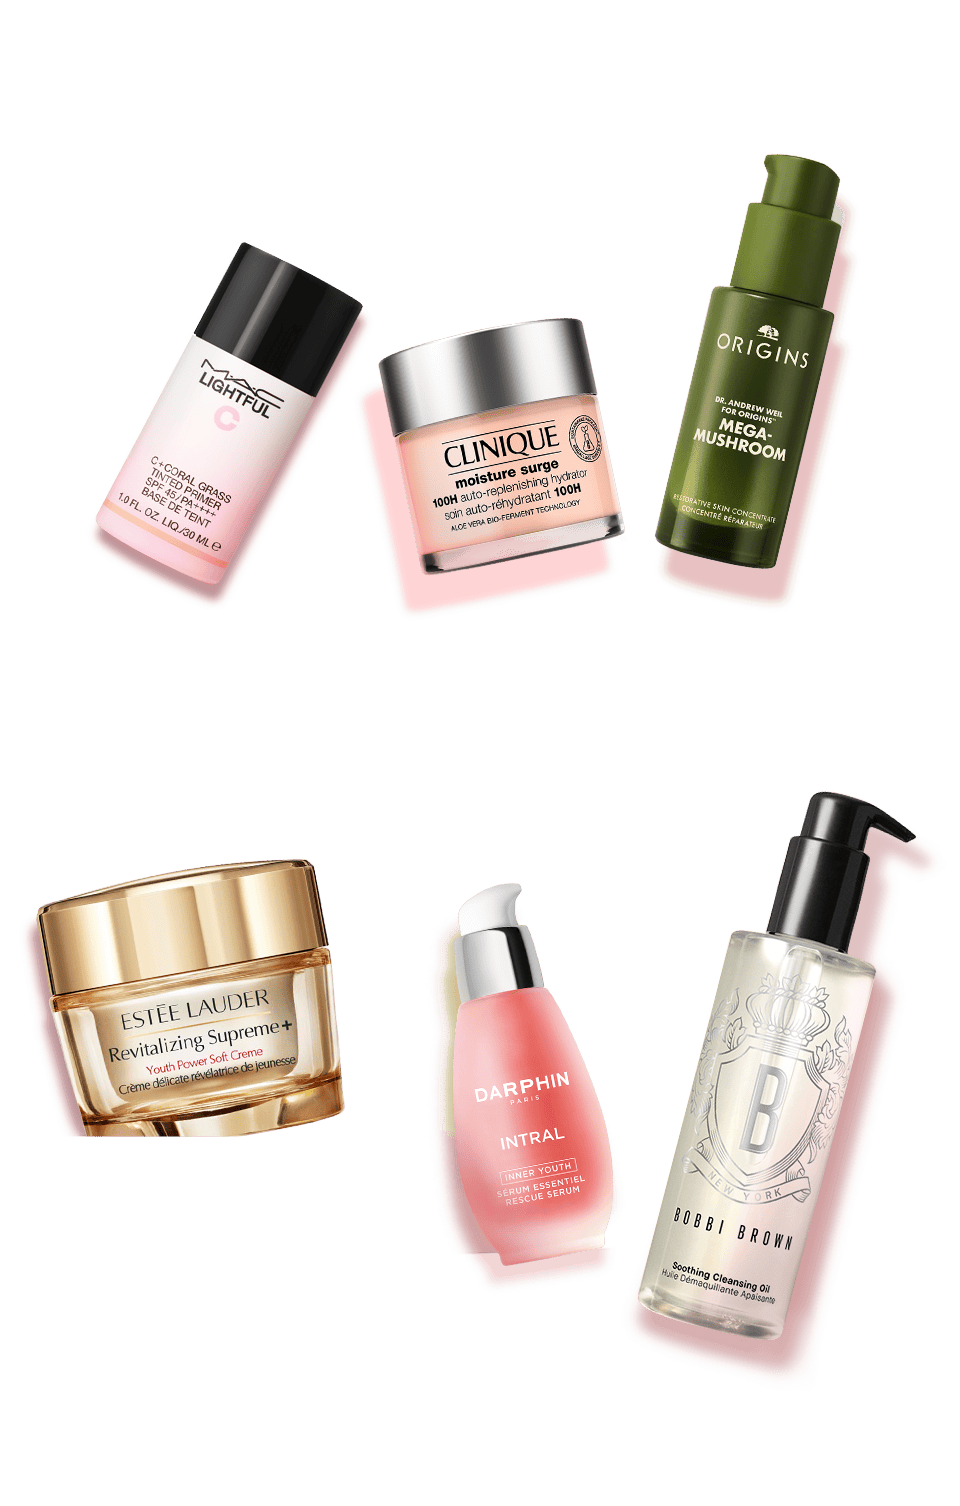 M·A·C
LIGHTFUL
C
C+CORAL GRASS
TINTED PRIMER
SPF 45/PA++++
BASE DE TEINT
1.0 FL. OZ. LIQ./30 ML ℮
CLINIQUE
moisture surge
100H auto-replenishing hydrator
soin auto-réhydratant 100H
ALOE VERA BIO-FERMENT TECHNOLOGY
ORIGINS
DR. ANDREW WEIL
FOR ORIGINS™
MEGA-
MUSHROOM
RESTORATIVE SKIN CONCENTRATE
CONCENTRÉ RÉPARATEUR
ESTĒE LAUDER
Revitalizing Supreme+
Youth Power Soft Creme
Crème délicate révélatrice de jeunesse
DARPHIN
PARIS
INTRAL
INNER YOUTH
SÉRUM ESSENTIEL
RESCUE SERUM
B
NEW YORK
BOBBI BROWN
Soothing Cleansing Oil
Huile Démaquillante Apaisante